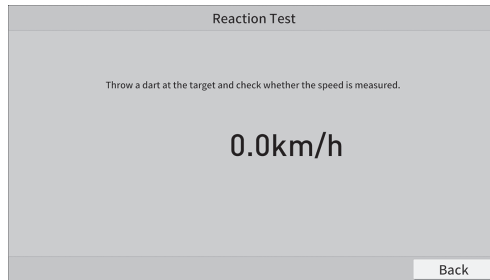 Reaction Test
Throw a dart at the target and check whether the speed is measured.
0.0km/h
Back